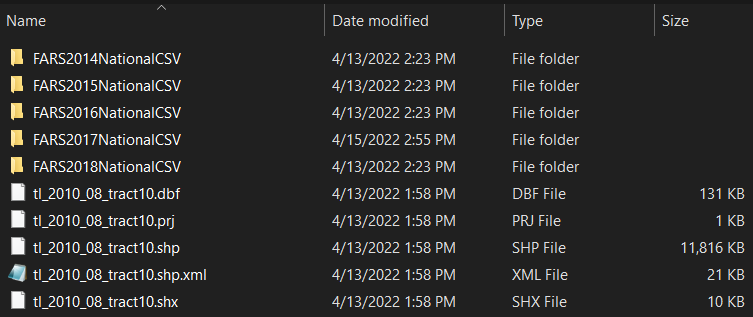 Name Date modified Type Size
FARS2014NationalCSV 4/13/2022 2:23 PM File folder
FARS2015NationalCSV 4/13/2022 2:23 PM File folder
FARS2016NationalCSV 4/13/2022 2:23 PM File folder
FARS2017NationalCSV 4/15/2022 2:55 PM File folder
FARS2018NationalCSV 4/13/2022 2:23 PM File folder
tl_2010_08_tract10.dbf 4/13/2022 1:58 PM DBF File 131 KB
tl_2010_08_tract10.prj 4/13/2022 1:58 PM PRJ File 1 KB
tl_2010_08_tract10.shp 4/13/2022 1:58 PM SHP File 11,816 KB
tl_2010_08_tract10.shp.xml 4/13/2022 1:58 PM XML File 21 KB
tl_2010_08_tract10.shx 4/13/2022 1:58 PM SHX File 10 KB